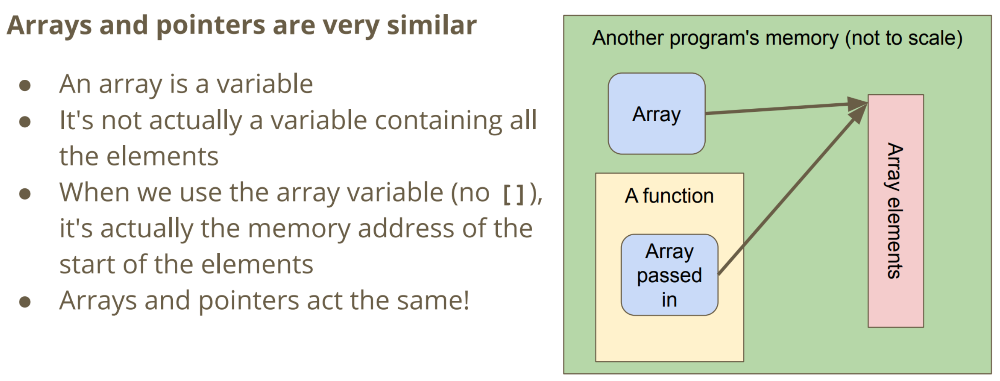 Arrays and pointers are very similar
● An array is a variable
● It's not actually a variable containing all
the elements
● When we use the array variable (no []),
it's actually the memory address of the
start of the elements
● Arrays and pointers act the same!
Another program's memory (not to scale)
Array
A function
Array
passed
in
Array elements